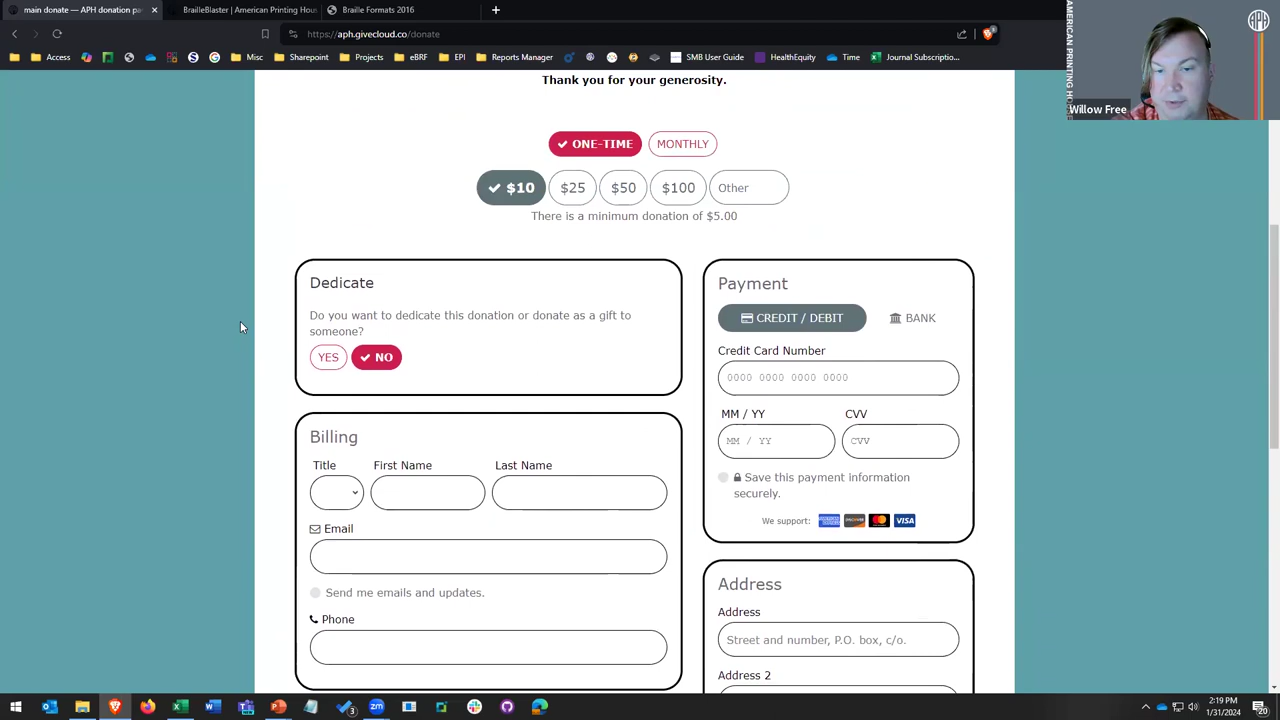 main donate — APH donation pa
BrailleBlaster | American Printing Hous
Braille Formats 2016
https://aph.givecloud.co/donate
Access
Misc
Sharepoint
Projects
eBRF
EPI
Reports Manager
SMB User Guide
HealthEquity
Time
Journal Subscriptio...
AMERICAN PRINTING HO
APH
Willow Free
Thank you for your generosity.
ONE-TIME
MONTHLY
$10
$25
$50
$100
Other
There is a minimum donation of $5.00
Dedicate
Do you want to dedicate this donation or donate as a gift to
someone?
YES
NO
Billing
Title
First Name
Last Name
Email
Send me emails and updates.
Phone
Payment
CREDIT / DEBIT
BANK
Credit Card Number
0000 0000 0000 0000
MM / YY
CVV
MM / YY
CVV
Save this payment information
securely.
We support:
VISA
Address
Address
Street and number, P.O. box, c/o.
Address 2
2:19 PM
1/31/2024
20